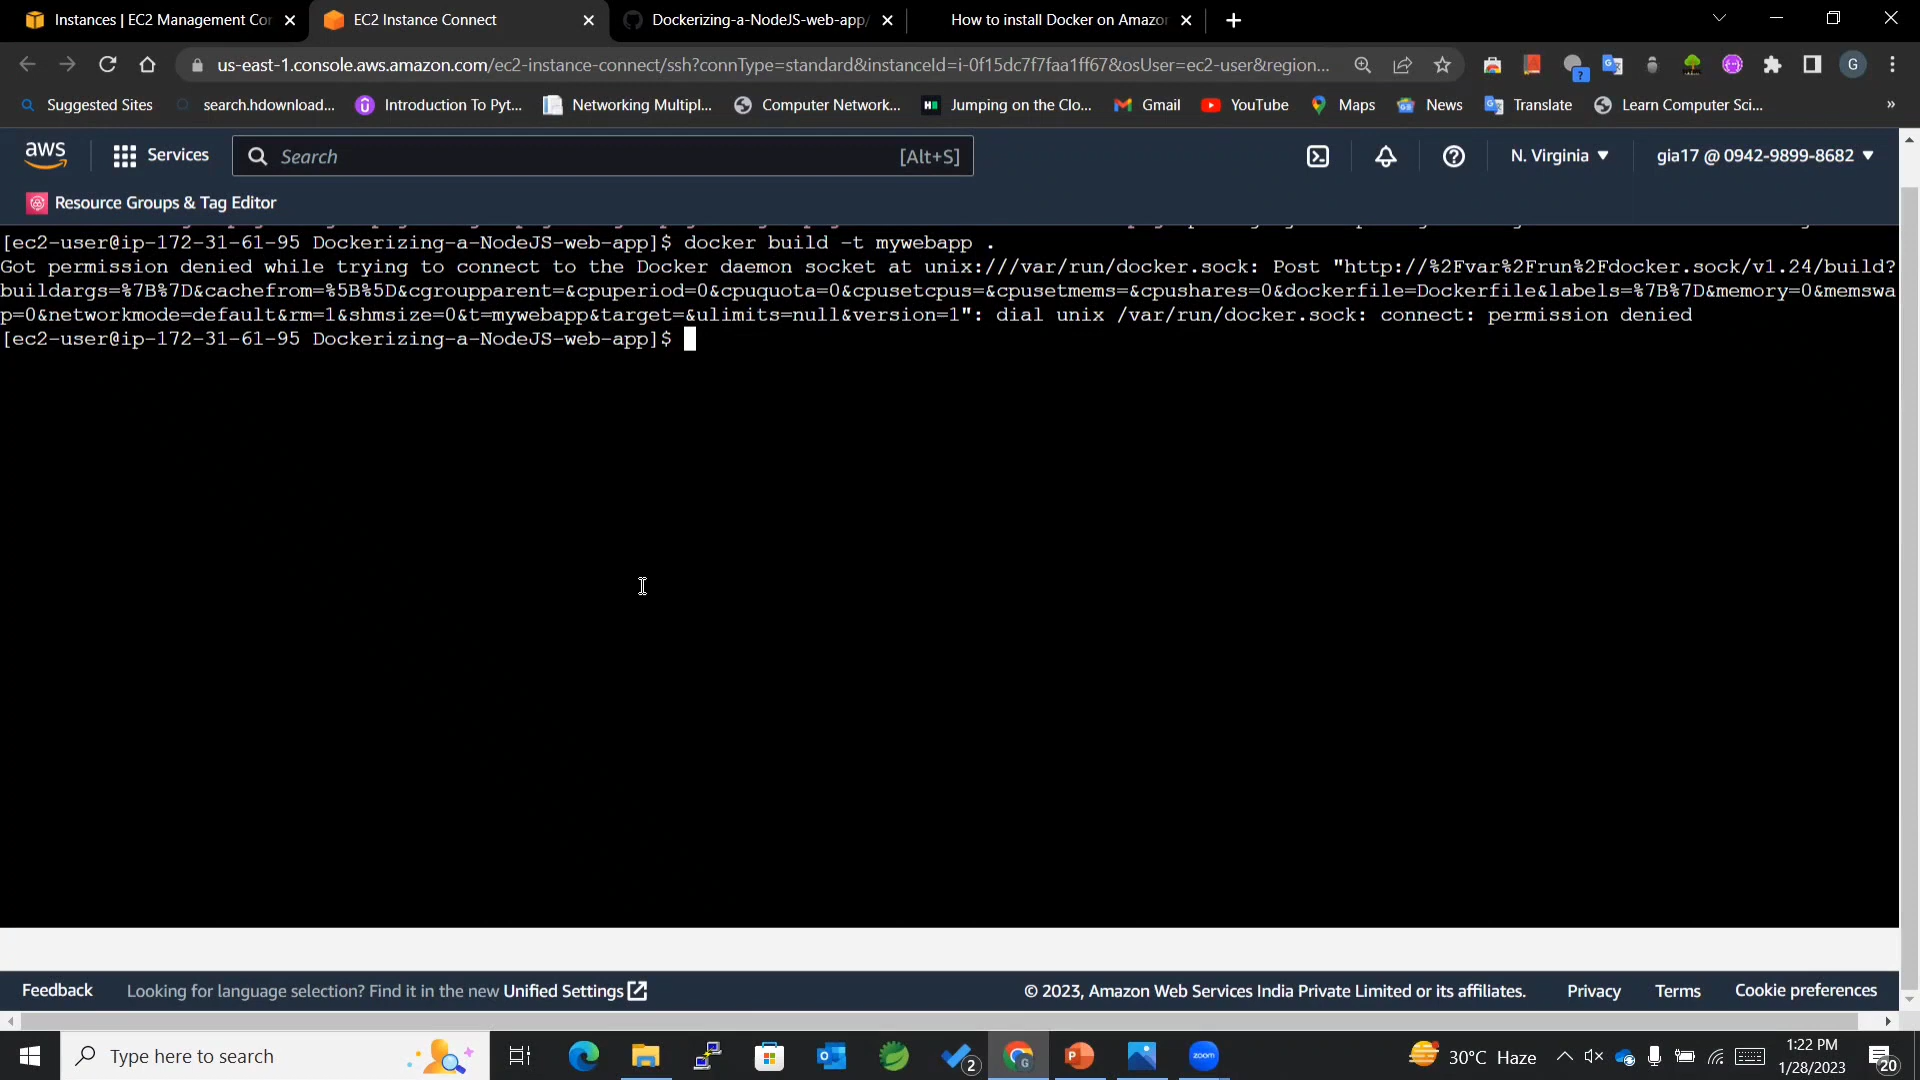 Instances | EC2 Management Cor
EC2 Instance Connect
Dockerizing-a-NodeJS-web-app/
How to install Docker on Amazon
us-east-1.console.aws.amazon.com/ec2-instance-connect/ssh?connType=standard&instanceId=i-0f15dc7f7faa1ff67&osUser=ec2-user&region...
G
Suggested Sites
search.hdownload...
Introduction To Pyt...
Networking Multipl...
Computer Network...
Jumping on the Clo...
Gmail
YouTube
Maps
News
Translate
Learn Computer Sci...
»
aws
Services
Search
[Alt+S]
N. Virginia
gia17 @ 0942-9899-8682
Resource Groups & Tag Editor
[ec2-user@ip-172-31-61-95 Dockerizing-a-NodeJS-web-app]$ docker build -t mywebapp .
Got permission denied while trying to connect to the Docker daemon socket at unix:///var/run/docker.sock: Post "http://%2Fvar%2Frun%2Fdocker.sock/v1.24/build?
buildargs=%7B%7D&cachefrom=%5B%5D&cgroupparent=&cpuperiod=0&cpuquota=0&cpusetcpus=&cpusetmems=&cpushares=0&dockerfile=Dockerfile&labels=%7B%7D&memory=0&memswa
p=0&networkmode=default&rm=1&shmsize=0&t=mywebapp&target=&ulimits=null&version=1": dial unix /var/run/docker.sock: connect: permission denied
[ec2-user@ip-172-31-61-95 Dockerizing-a-NodeJS-web-app]$
Feedback
Looking for language selection? Find it in the new Unified Settings
© 2023, Amazon Web Services India Private Limited or its affiliates.
Privacy
Terms
Cookie preferences
Type here to search
2
zoom
30°C Haze
1:22 PM
1/28/2023
20